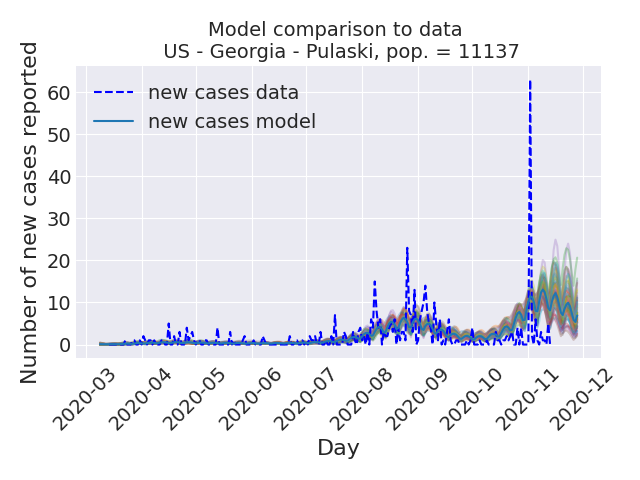 Model comparison to data
US - Georgia - Pulaski, pop. = 11137
Number of new cases reported
60
50
40
30
20
10
0
new cases data
new cases model
2020-03
2020-04
2020-05
2020-06
2020-07
2020-08
2020-09
2020-10
2020-11
2020-12
Day